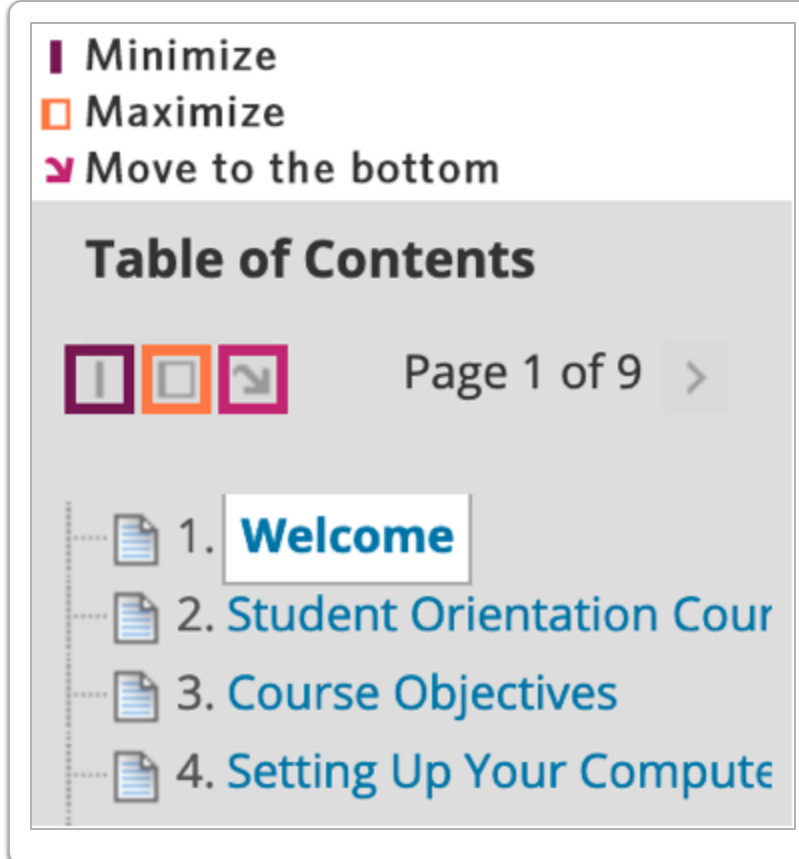 Minimize
Maximize
Move to the bottom
Table of Contents
Page 1 of 9
1. Welcome
2. Student Orientation Cour
3. Course Objectives
4. Setting Up Your Compute